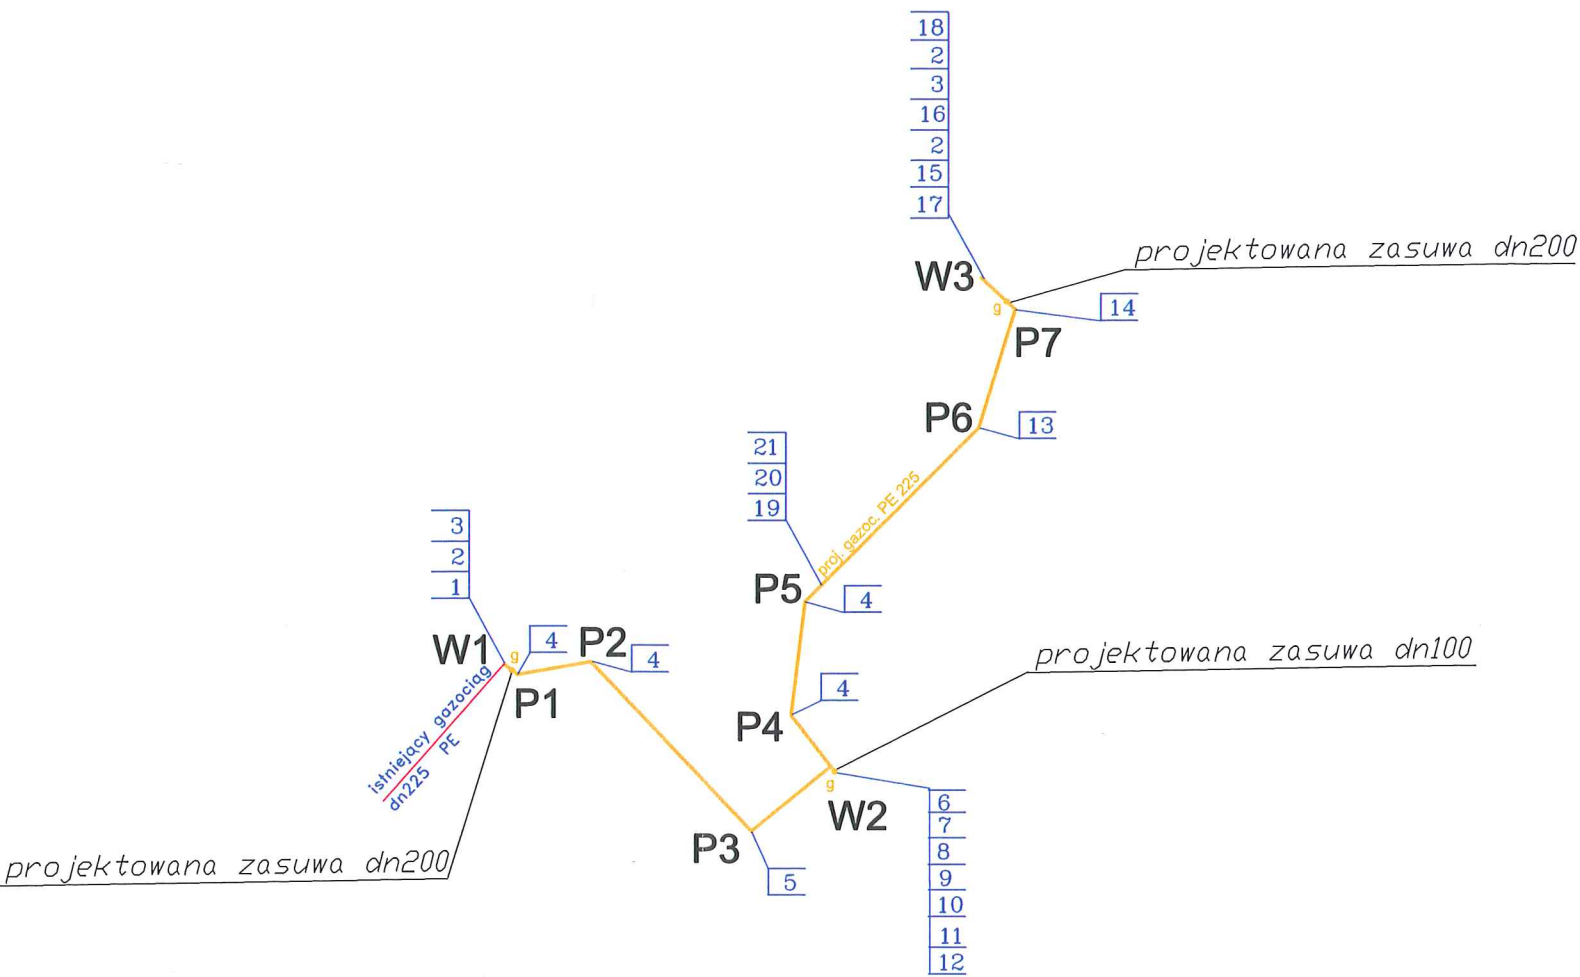 18
2
3
16
2
15
17
projektowana zasuwa dn200
W3
g
14
P7
P6
13
21
20
19
proj. gazoc. PE 225
3
2
1
P5
4
W1
g
4
P2
4
projektowana zasuwa dn100
istniejący gazociąg
dn225 PE
P1
4
P4
g
W2
P3
5
6
7
8
9
10
11
12
projektowana zasuwa dn200